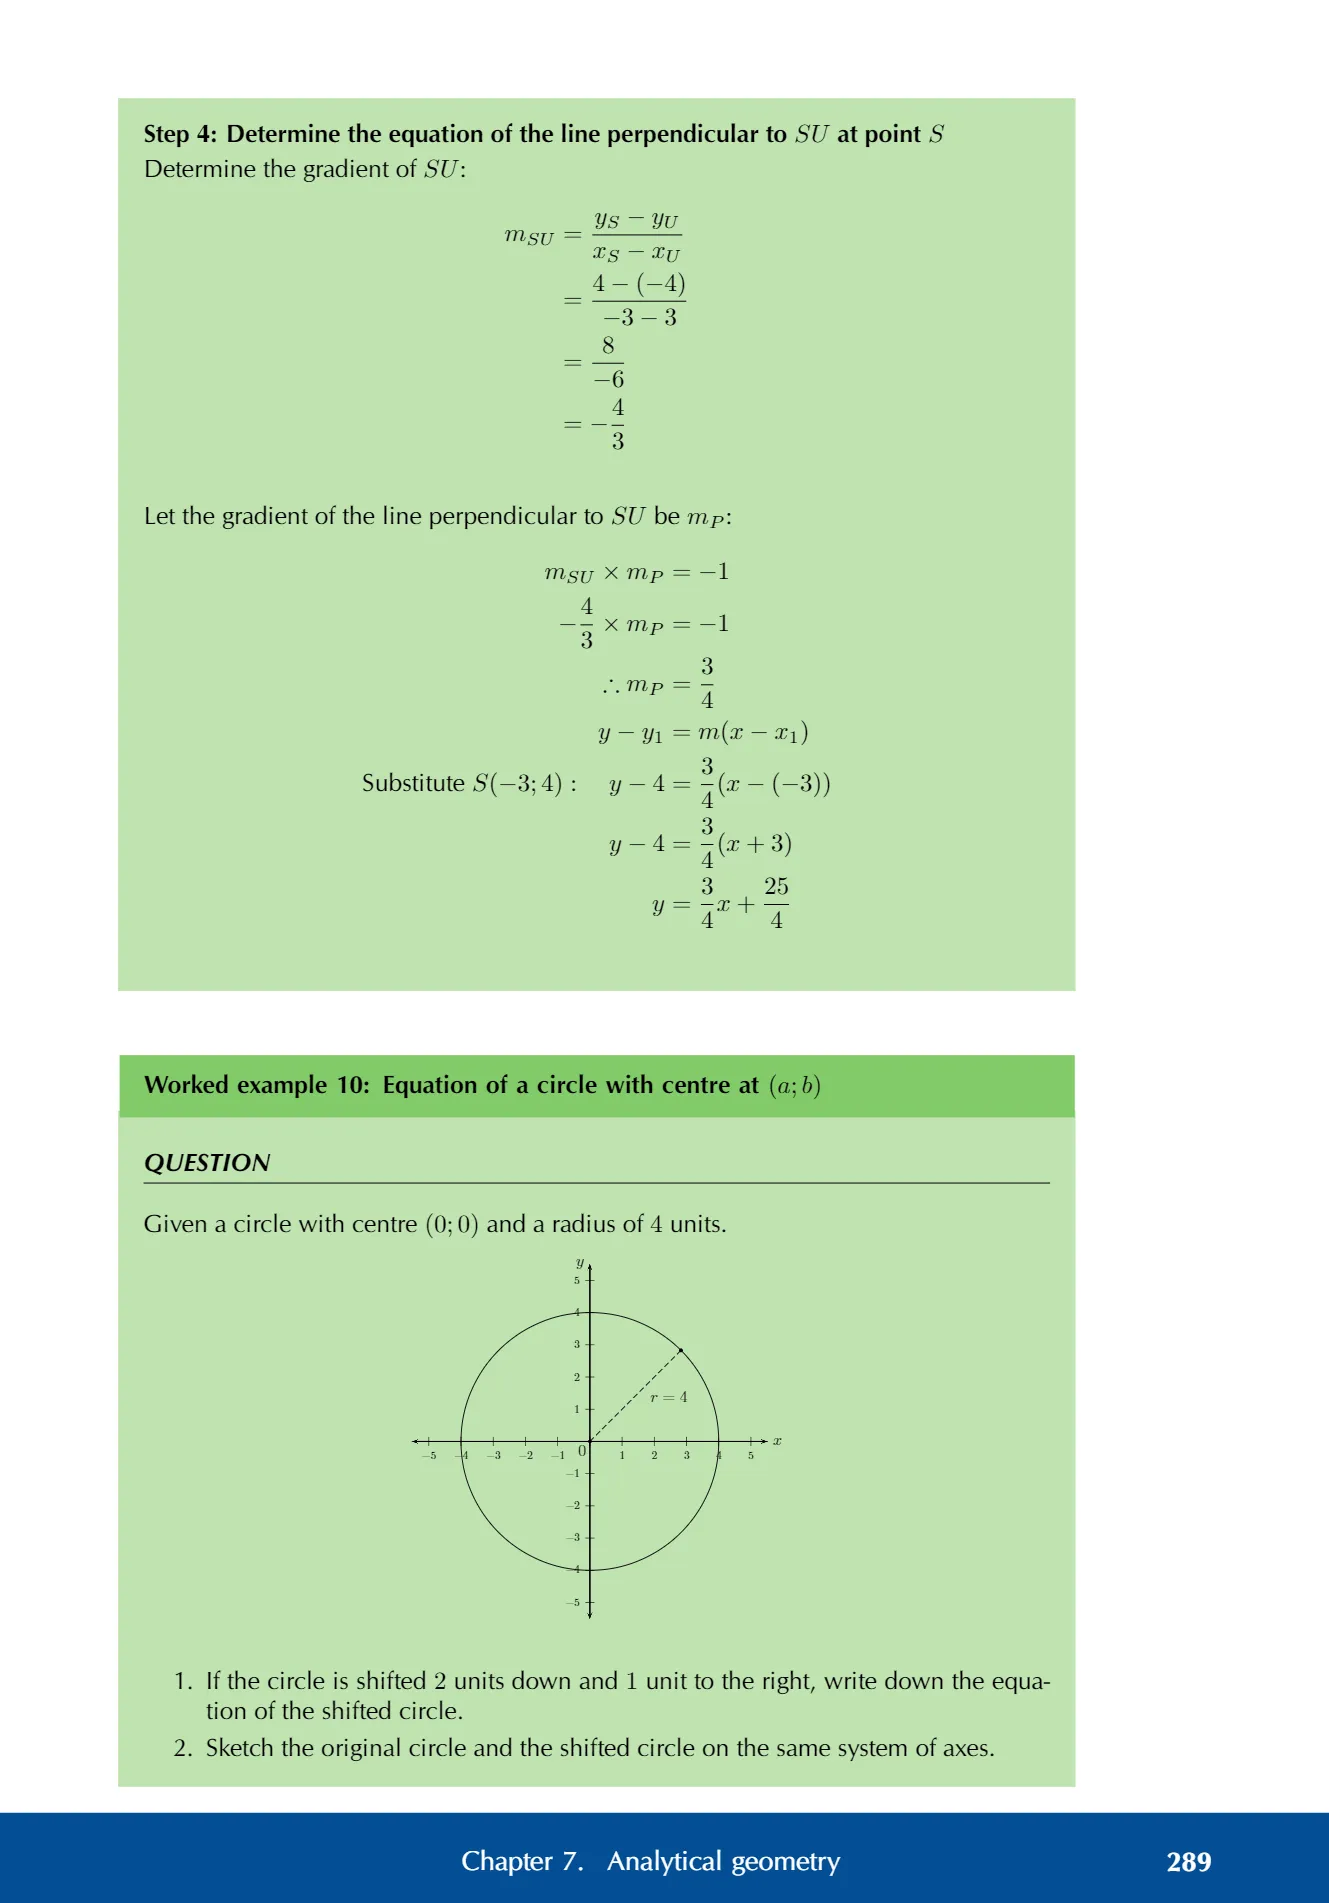 Step 4: Determine the equation of the line perpendicular to SU at point S
Determine the gradient of SU:
m_{SU} = \frac{y_S − y_U}{x_S − x_U}
= \frac{4 − (−4)}{−3 − 3}
= \frac{8}{−6}
= −\frac{4}{3}
Let the gradient of the line perpendicular to SU be m_P:
m_{SU} × m_P = −1
−\frac{4}{3} × m_P = −1
∴ m_P = \frac{3}{4}
y − y_1 = m(x − x_1)
Substitute S(−3; 4) : y − 4 = \frac{3}{4}(x − (−3))
y − 4 = \frac{3}{4}(x + 3)
y = \frac{3}{4}x + \frac{25}{4}
Worked example 10: Equation of a circle with centre at (a; b)
QUESTION
Given a circle with centre (0; 0) and a radius of 4 units.
y
5
4
3
2
1
r = 4
x
−5 −4 −3 −2 −1 0 1 2 3 4 5
−1
−2
−3
−4
−5
1. If the circle is shifted 2 units down and 1 unit to the right, write down the equa-
tion of the shifted circle.
2. Sketch the original circle and the shifted circle on the same system of axes.
Chapter 7. Analytical geometry 289